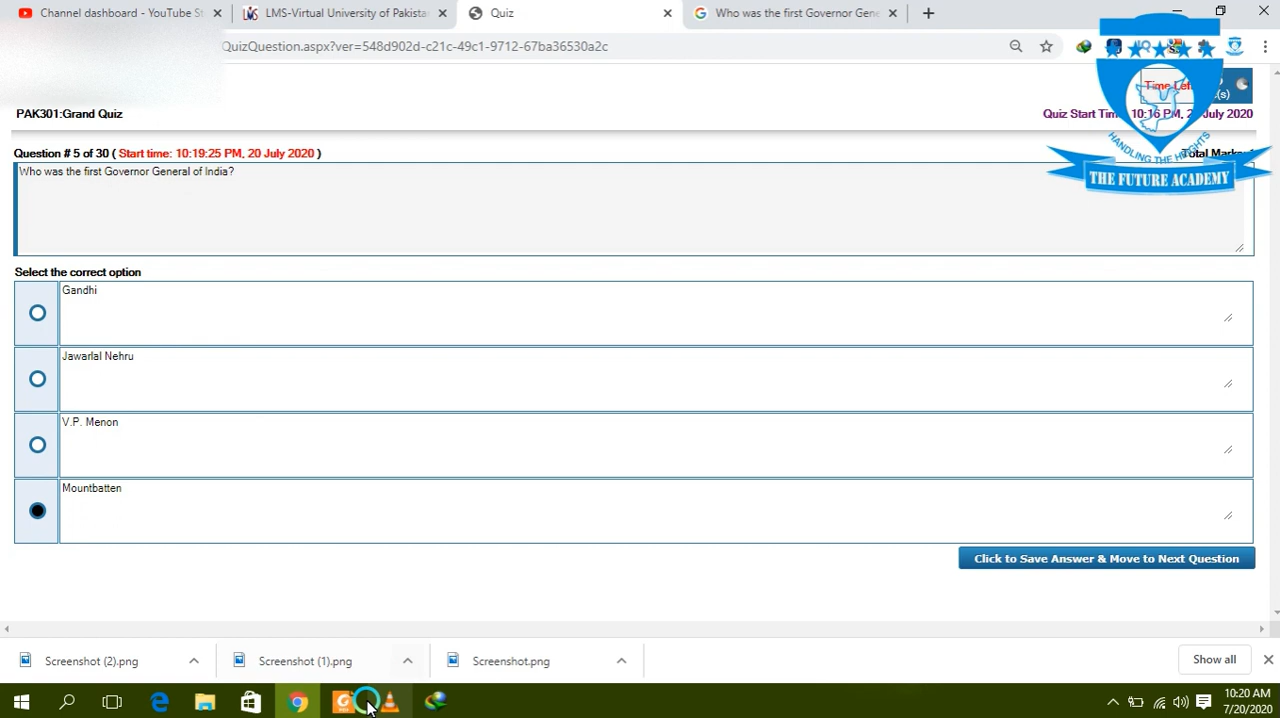 Channel dashboard - YouTube St
LMS-Virtual University of Pakista
Quiz
Who was the first Governor Gene
QuizQuestion.aspx?ver=548d902d-c21c-49d1-9712-67ba36530a2c
Time Lef
(s)
PAK301:Grand Quiz
Quiz Start Tim 10:16 PM, 2 July 2020
HANDLING THE HEIGHTS
THE FUTURE ACADEMY
Question # 5 of 30 ( Start time: 10:19:25 PM, 20 July 2020 )
Total Mark
Who was the first Governor General of India?
Select the correct option
Gandhi
Jawarlal Nehru
V.P. Menon
Mountbatten
Click to Save Answer & Move to Next Question
Screenshot (2).png
Screenshot (1).png
Screenshot.png
Show all
10:20 AM
7/20/2020